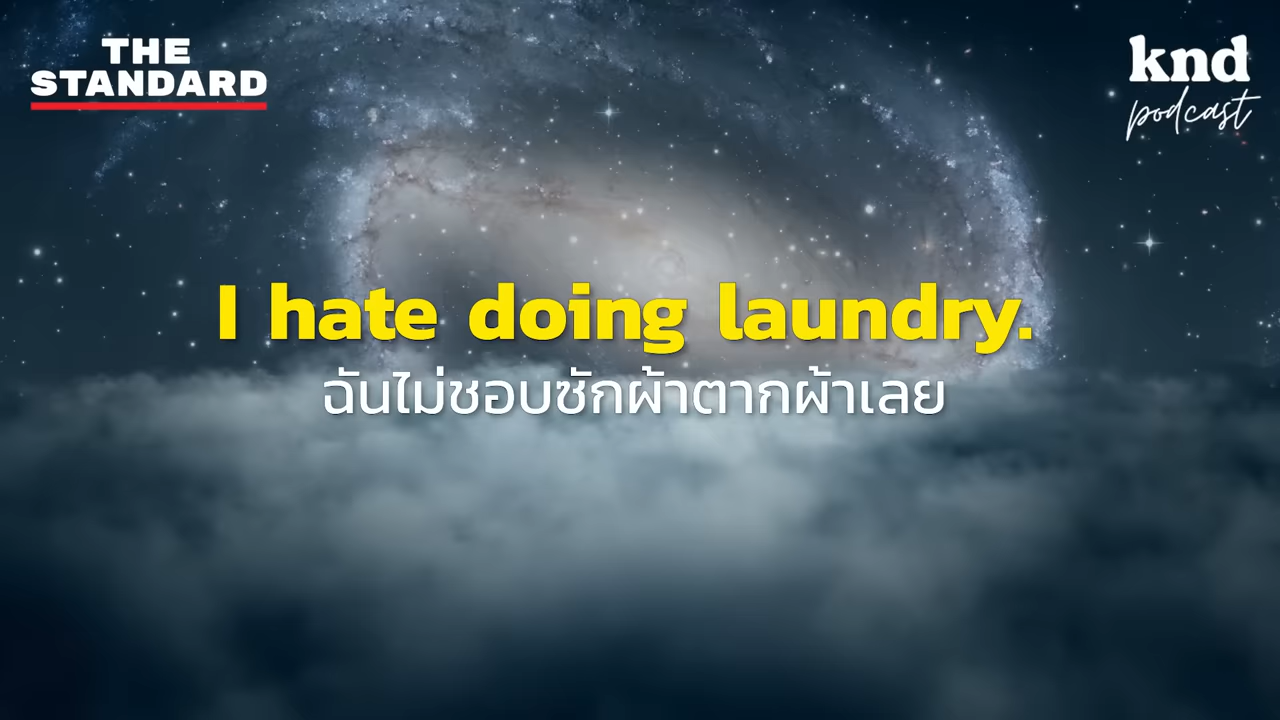 THE
STANDARD
knd
podcast
I hate doing laundry.
ฉันไม่ชอบซักผ้าตากผ้าเลย